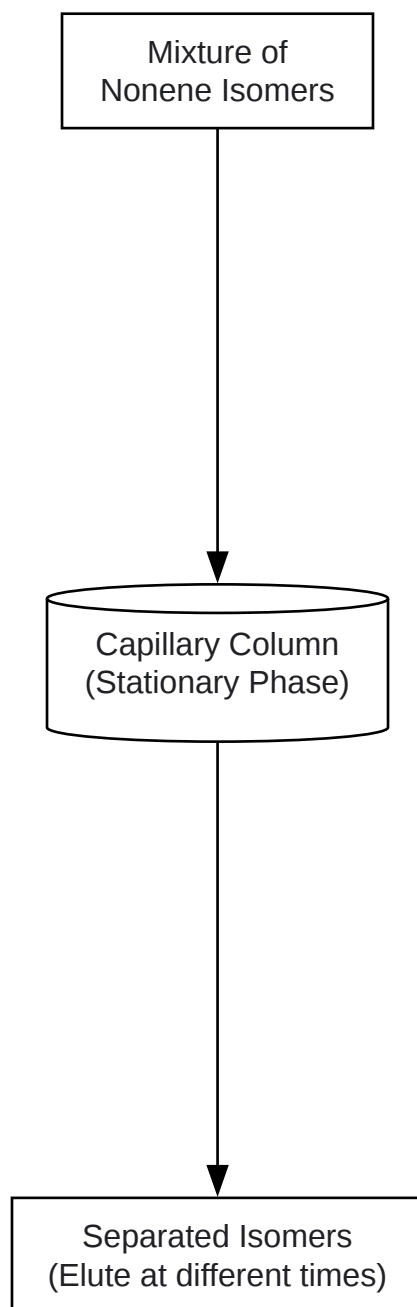 Mixture of
Nonene Isomers
Capillary Column
(Stationary Phase)
Separated Isomers
(Elute at different times)